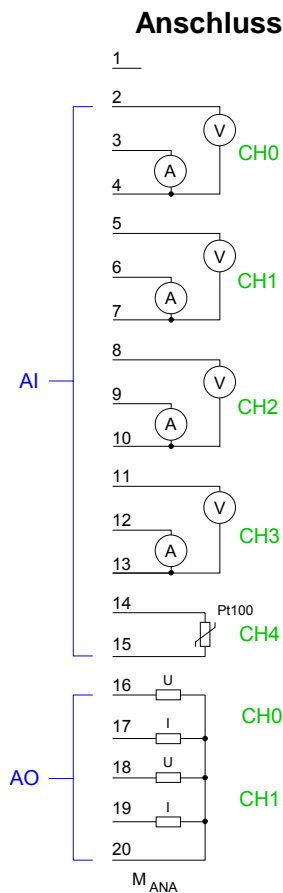 Anschluss
1
2
V
CH0
3
A
4
5
V
CH1
6
A
7
8
V
AI
CH2
9
A
10
11
V
12
CH3
A
13
14
Pt100
CH4
15
16 U
CH0
17 I
18 U
AO
CH1
19 I
20
M ANA